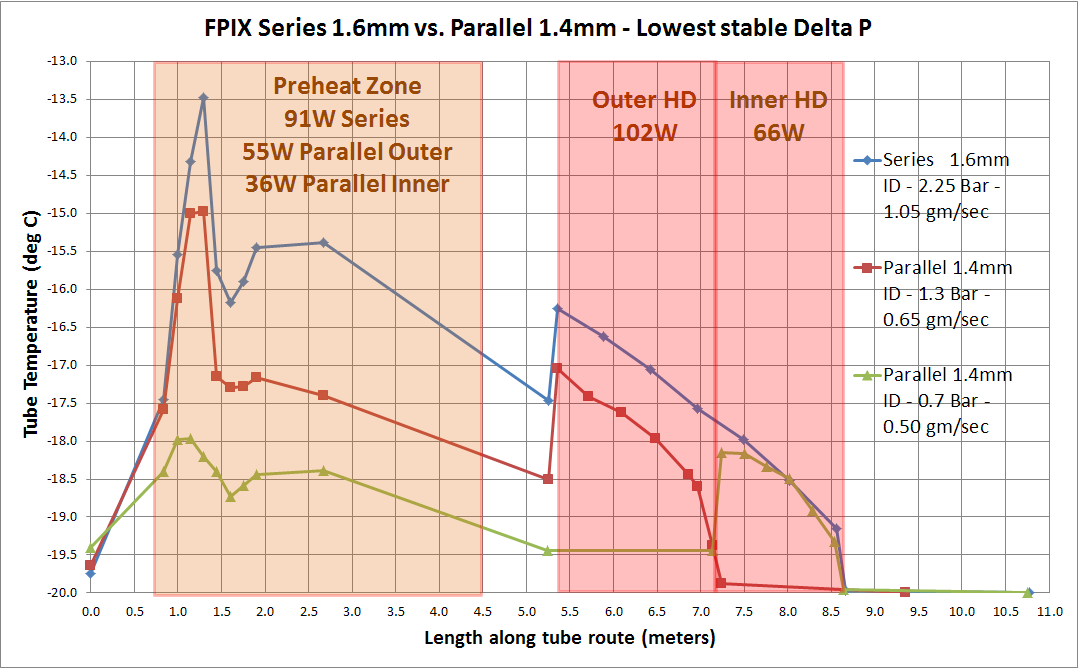 FPIX Series 1.6mm vs. Parallel 1.4mm - Lowest stable Delta P
-13.0
-13.5
-14.0
-14.5
-15.0
-15.5
-16.0
-16.5
-17.0
-17.5
-18.0
-18.5
-19.0
-19.5
-20.0
Tube Temperature (deg C)
Preheat Zone
91W Series
55W Parallel Outer
36W Parallel Inner
Outer HD
102W
Inner HD
66W
Series 1.6mm
ID - 2.25 Bar -
1.05 gm/sec
Parallel 1.4mm
ID - 1.3 Bar -
0.65 gm/sec
Parallel 1.4mm
ID - 0.7 Bar -
0.50 gm/sec
0.0 0.5 1.0 1.5 2.0 2.5 3.0 3.5 4.0 4.5 5.0 5.5 6.0 6.5 7.0 7.5 8.0 8.5 9.0 9.5 10.0 10.5 11.0
Length along tube route (meters)